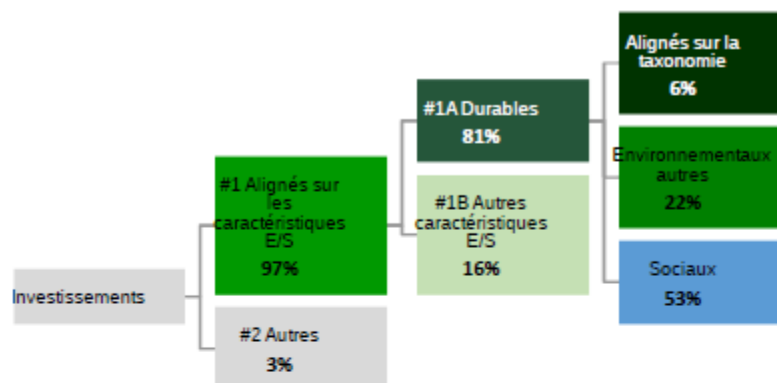 Investissements
#1 Alignés sur
les
caractéristiques
E/S
97%
#2 Autres
3%
#1A Durables
81%
#1B Autres
caractéristiques
E/S
16%
Alignés sur la
taxonomie
6%
Environnementaux
autres
22%
Sociaux
53%